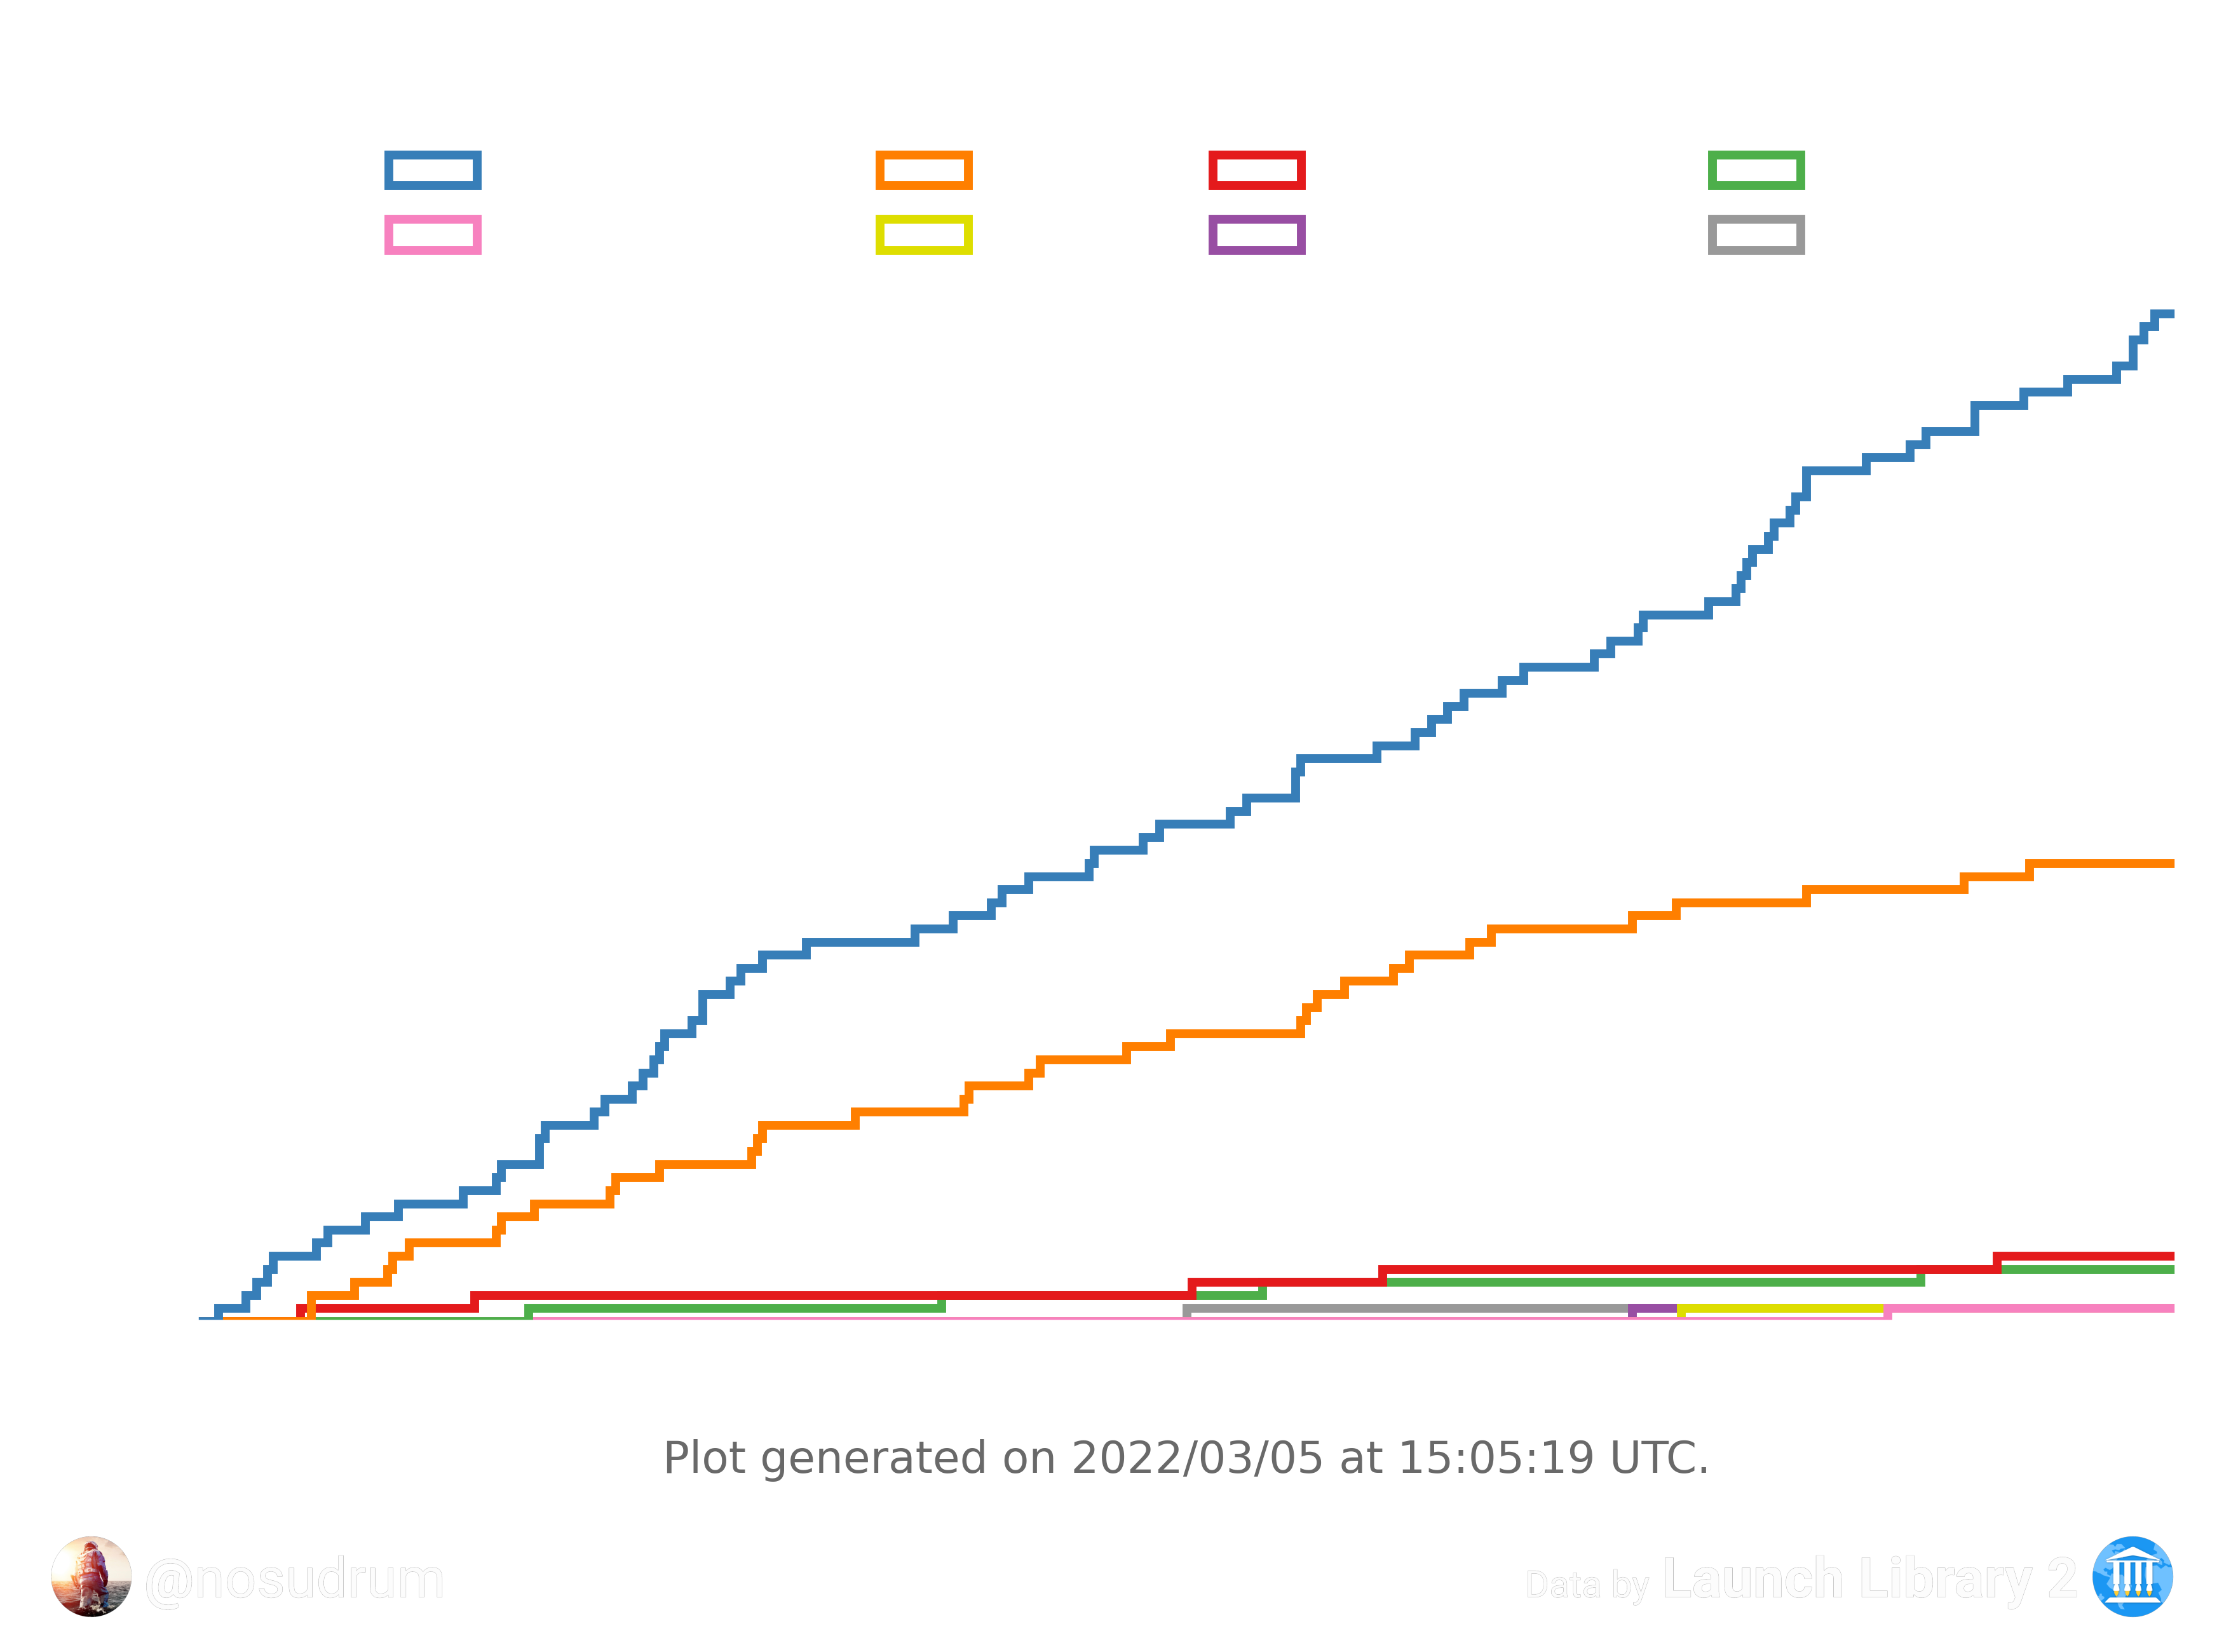 Plot generated on 2022/03/05 at 15:05:19 UTC.
@nosudrum
Data by Launch Library 2